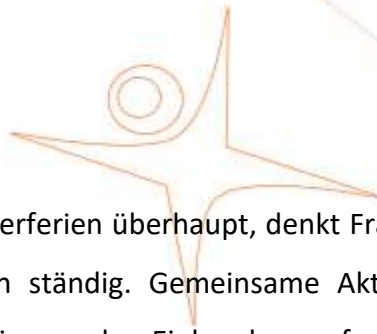 erferien überhaupt, denkt Fra
n ständig. Gemeinsame Akt